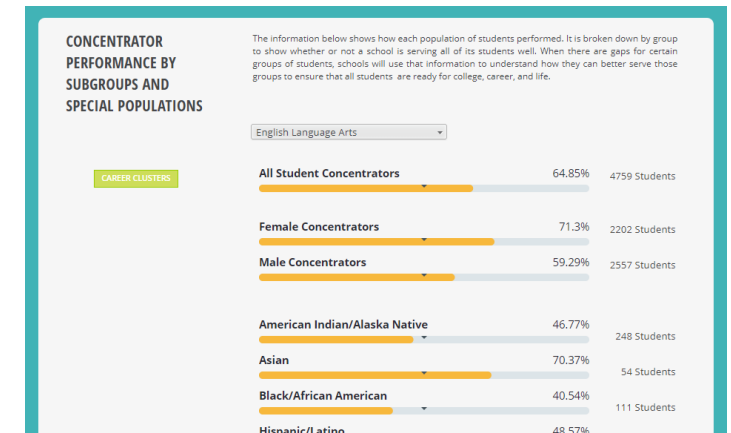 CONCENTRATOR
PERFORMANCE BY
SUBGROUPS AND
SPECIAL POPULATIONS
The information below shows how each population of students performed. It is broken down by group
to show whether or not a school is serving all of its students well. When there are gaps for certain
groups of students, schools will use that information to understand how they can better serve those
groups to ensure that all students are ready for college, career, and life.
English Language Arts
CAREER CLUSTERS
All Student Concentrators 64.85% 4759 Students
Female Concentrators 71.3% 2202 Students
Male Concentrators 59.29% 2557 Students
American Indian/Alaska Native 46.77% 248 Students
Asian 70.37% 54 Students
Black/African American 40.54% 111 Students
Hispanic/Latino 48.57%